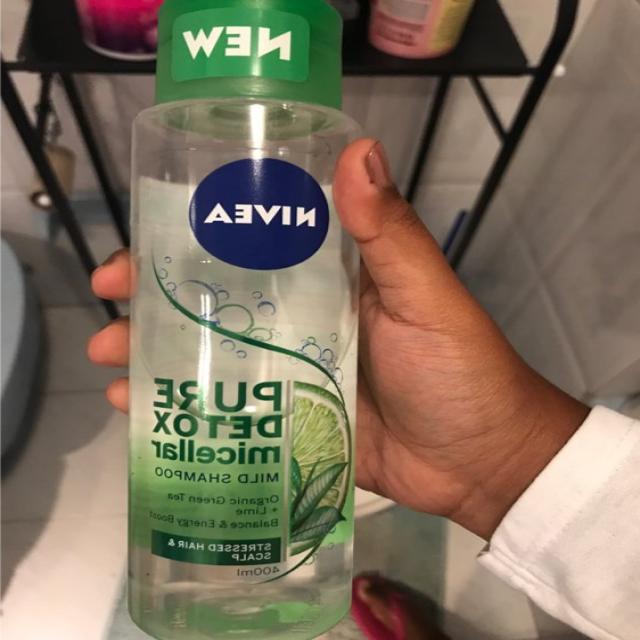 NEW
NIVEA
PURE
DETOX
micellar
MILD SHAMPOO
Organic Green Tea
+ Lime
Balance & Energy Boost
STRESSED HAIR &
SCALP
400ml